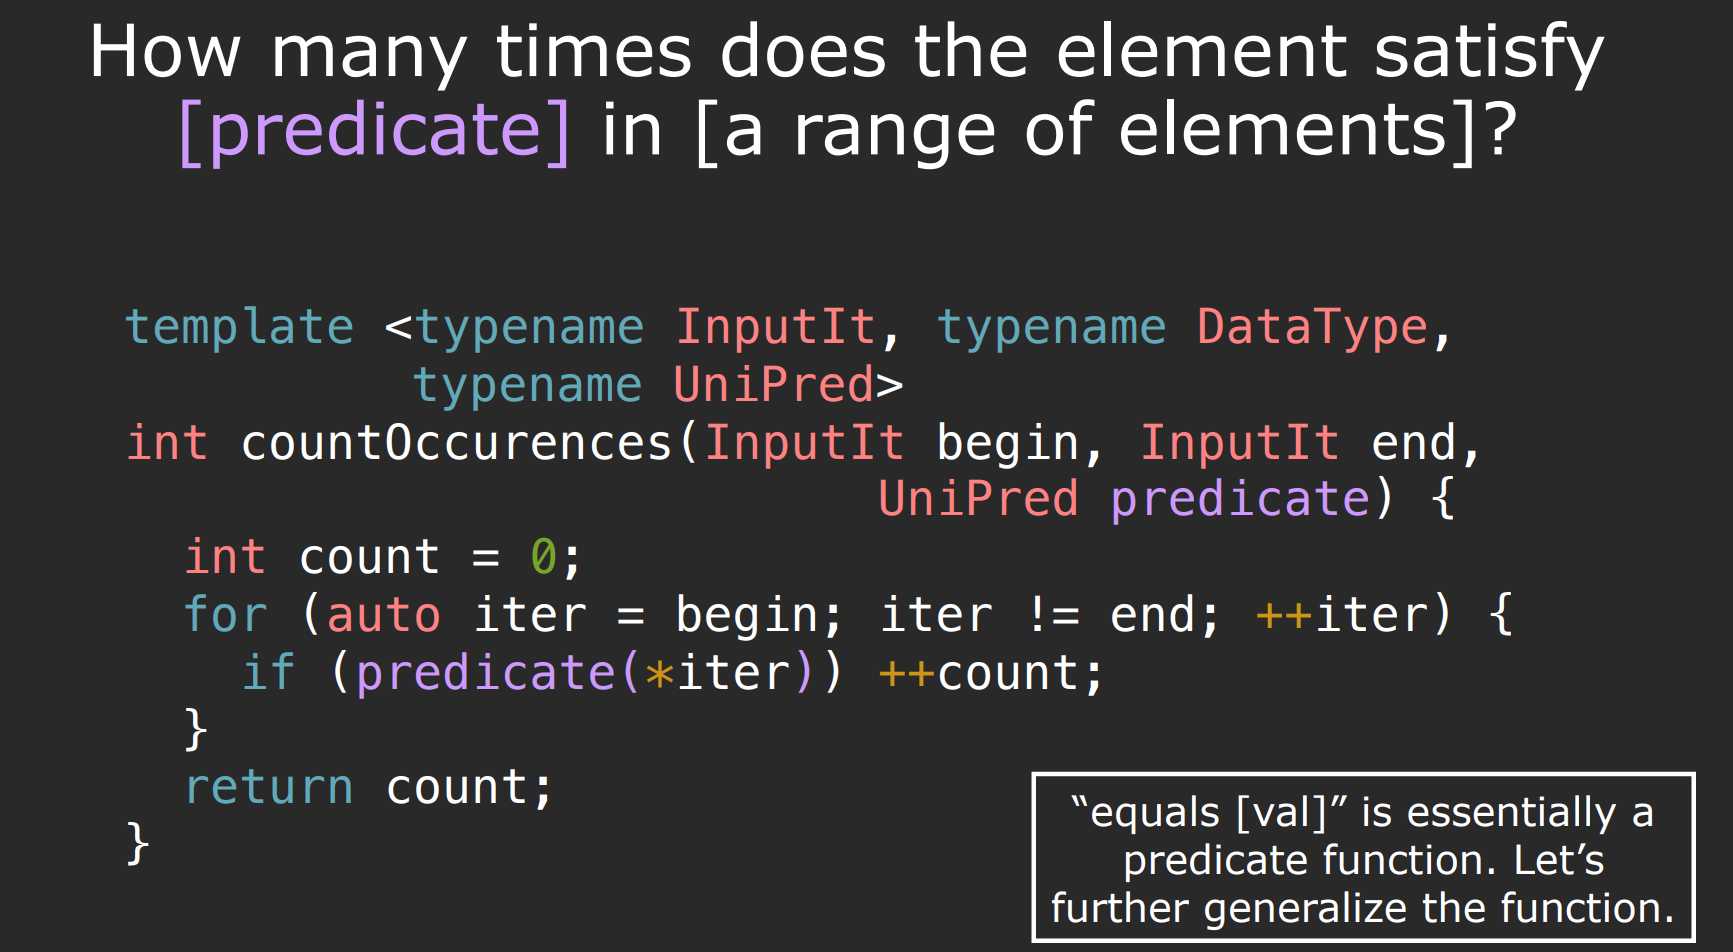 How many times does the element satisfy
[predicate] in [a range of elements]?
template <typename InputIt, typename DataType,
typename UniPred>
int countOccurences(InputIt begin, InputIt end,
UniPred predicate) {
int count = 0;
for (auto iter = begin; iter != end; ++iter) {
if (predicate(*iter)) ++count;
}
return count;
}
“equals [val]” is essentially a
predicate function. Let’s
further generalize the function.